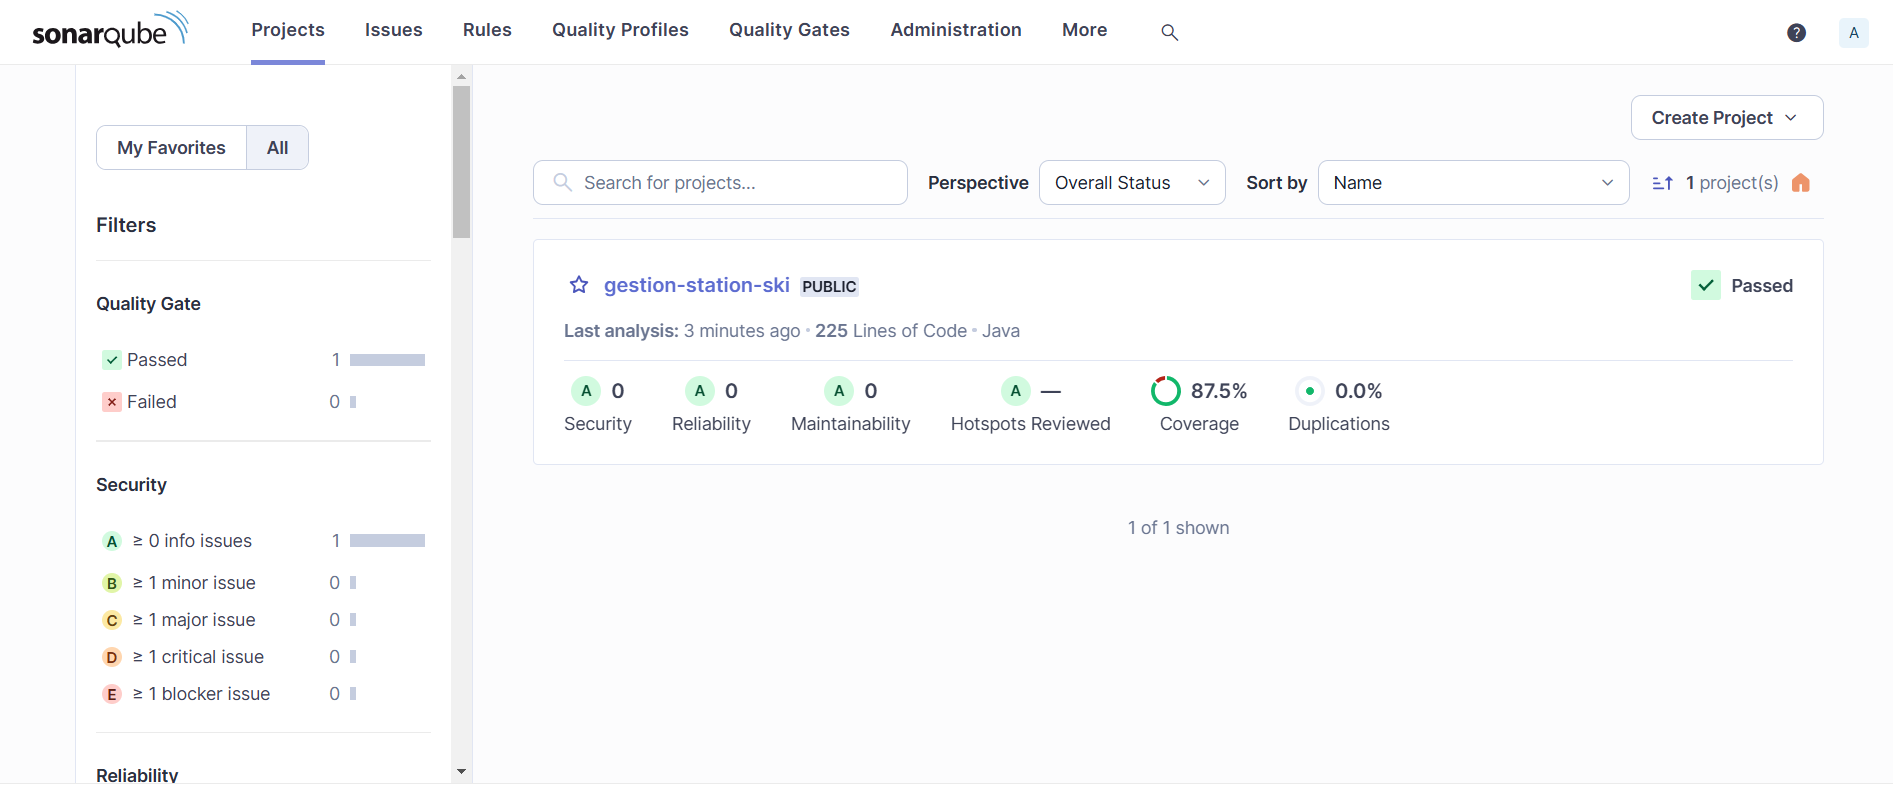 sonarqube Projects Issues Rules Quality Profiles Quality Gates Administration More ? A
My Favorites All
Filters
Quality Gate
Passed 1
Failed 0
Security
A ≥ 0 info issues 1
B ≥ 1 minor issue 0
C ≥ 1 major issue 0
D ≥ 1 critical issue 0
E ≥ 1 blocker issue 0
Reliability
Create Project
Search for projects... Perspective Overall Status Sort by Name 1 project(s)
gestion-station-ski PUBLIC Passed
Last analysis: 3 minutes ago • 225 Lines of Code • Java
A 0 A 0 A 0 A — 87.5% 0.0%
Security Reliability Maintainability Hotspots Reviewed Coverage Duplications
1 of 1 shown